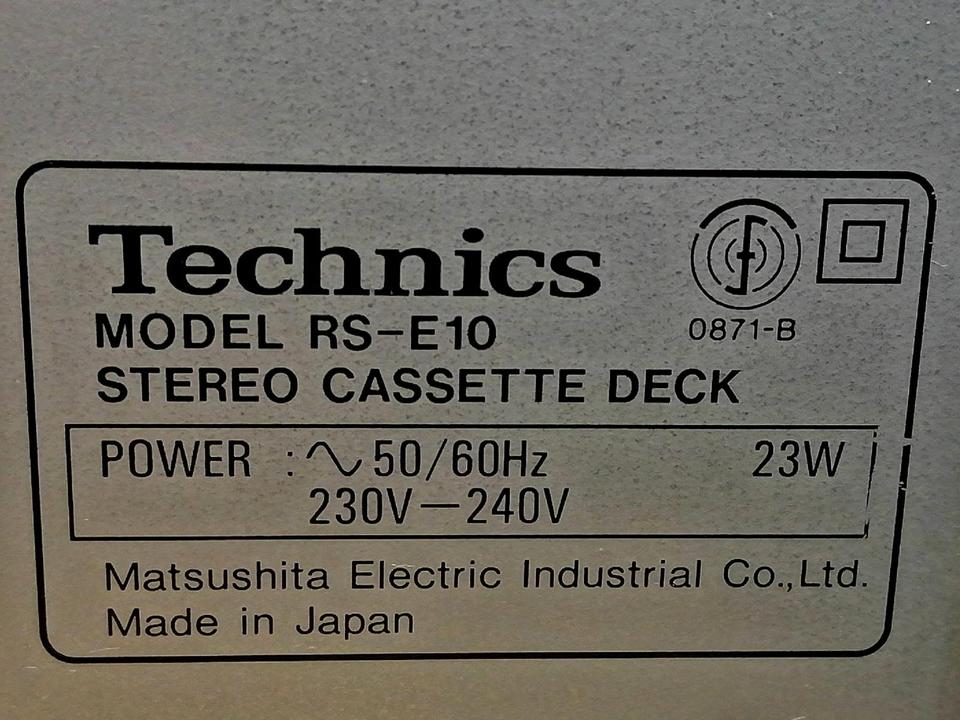 Technics
0871-B
MODEL RS-E10
STEREO CASSETTE DECK
POWER : ∿ 50/60Hz 23W
230V—240V
Matsushita Electric Industrial Co.,Ltd.
Made in Japan